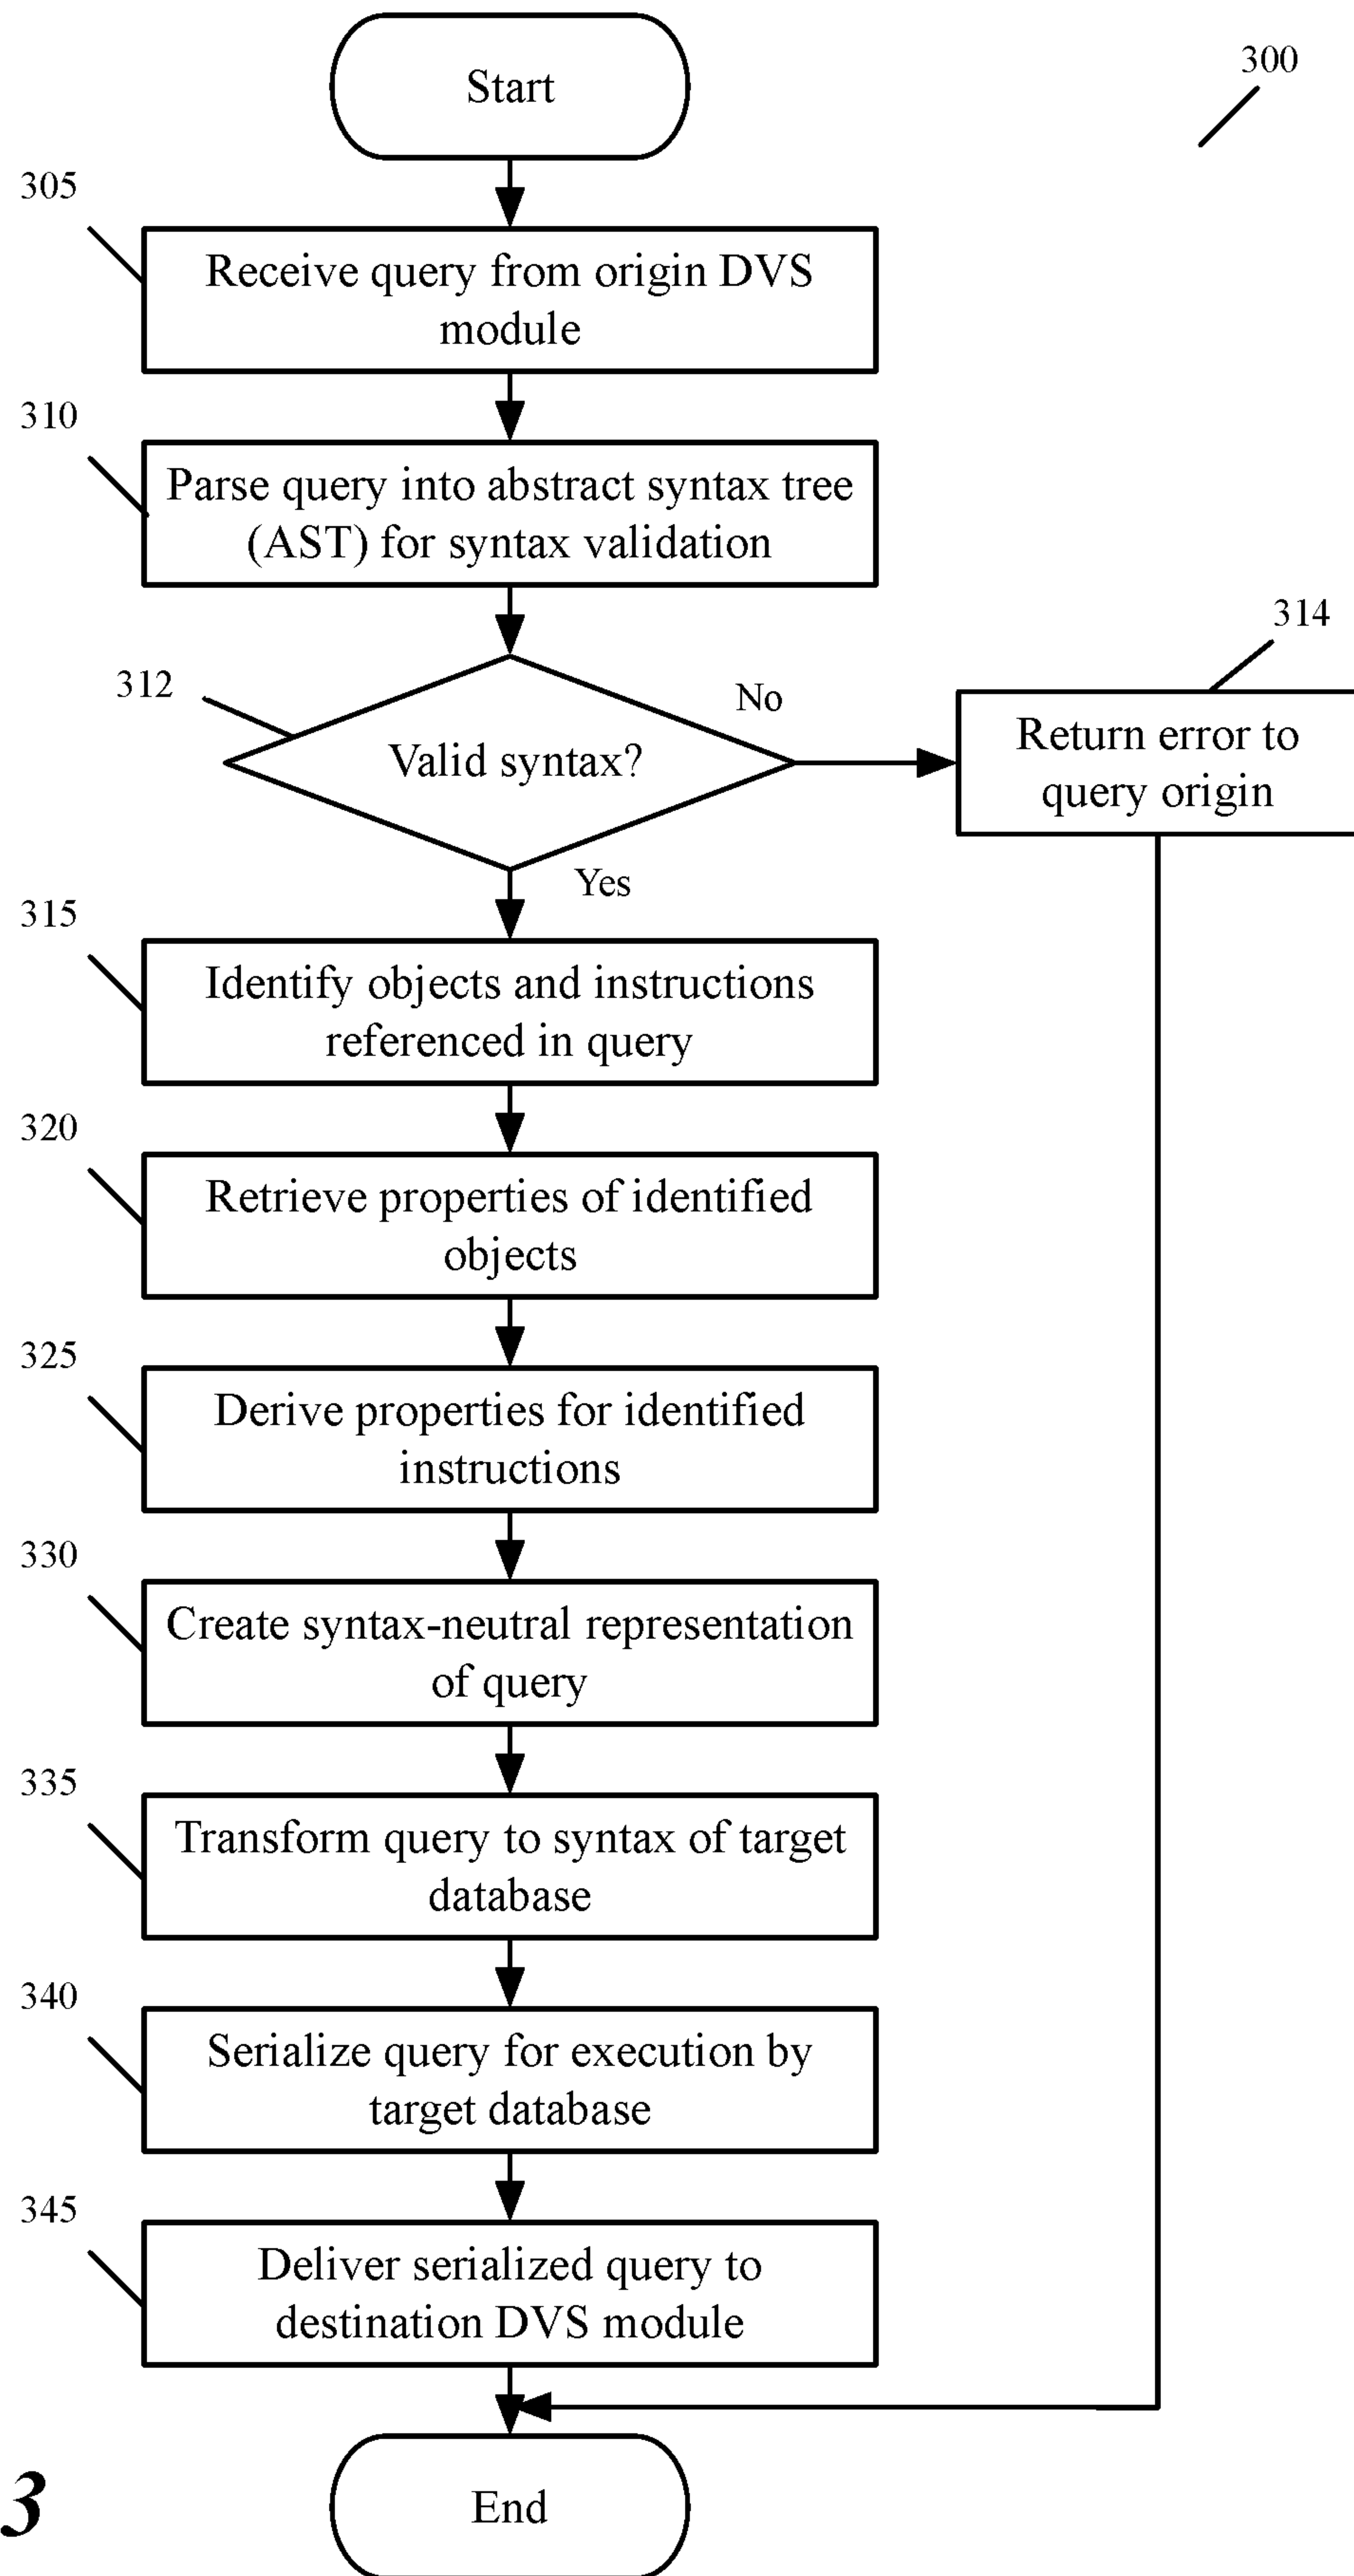 Start
300
305
Receive query from origin DVS
module
310
Parse query into abstract syntax tree
(AST) for syntax validation
312
Valid syntax?
No
314
Return error to
query origin
Yes
315
Identify objects and instructions
referenced in query
320
Retrieve properties of identified
objects
325
Derive properties for identified
instructions
330
Create syntax-neutral representation
of query
335
Transform query to syntax of target
database
340
Serialize query for execution by
target database
345
Deliver serialized query to
destination DVS module
3
End